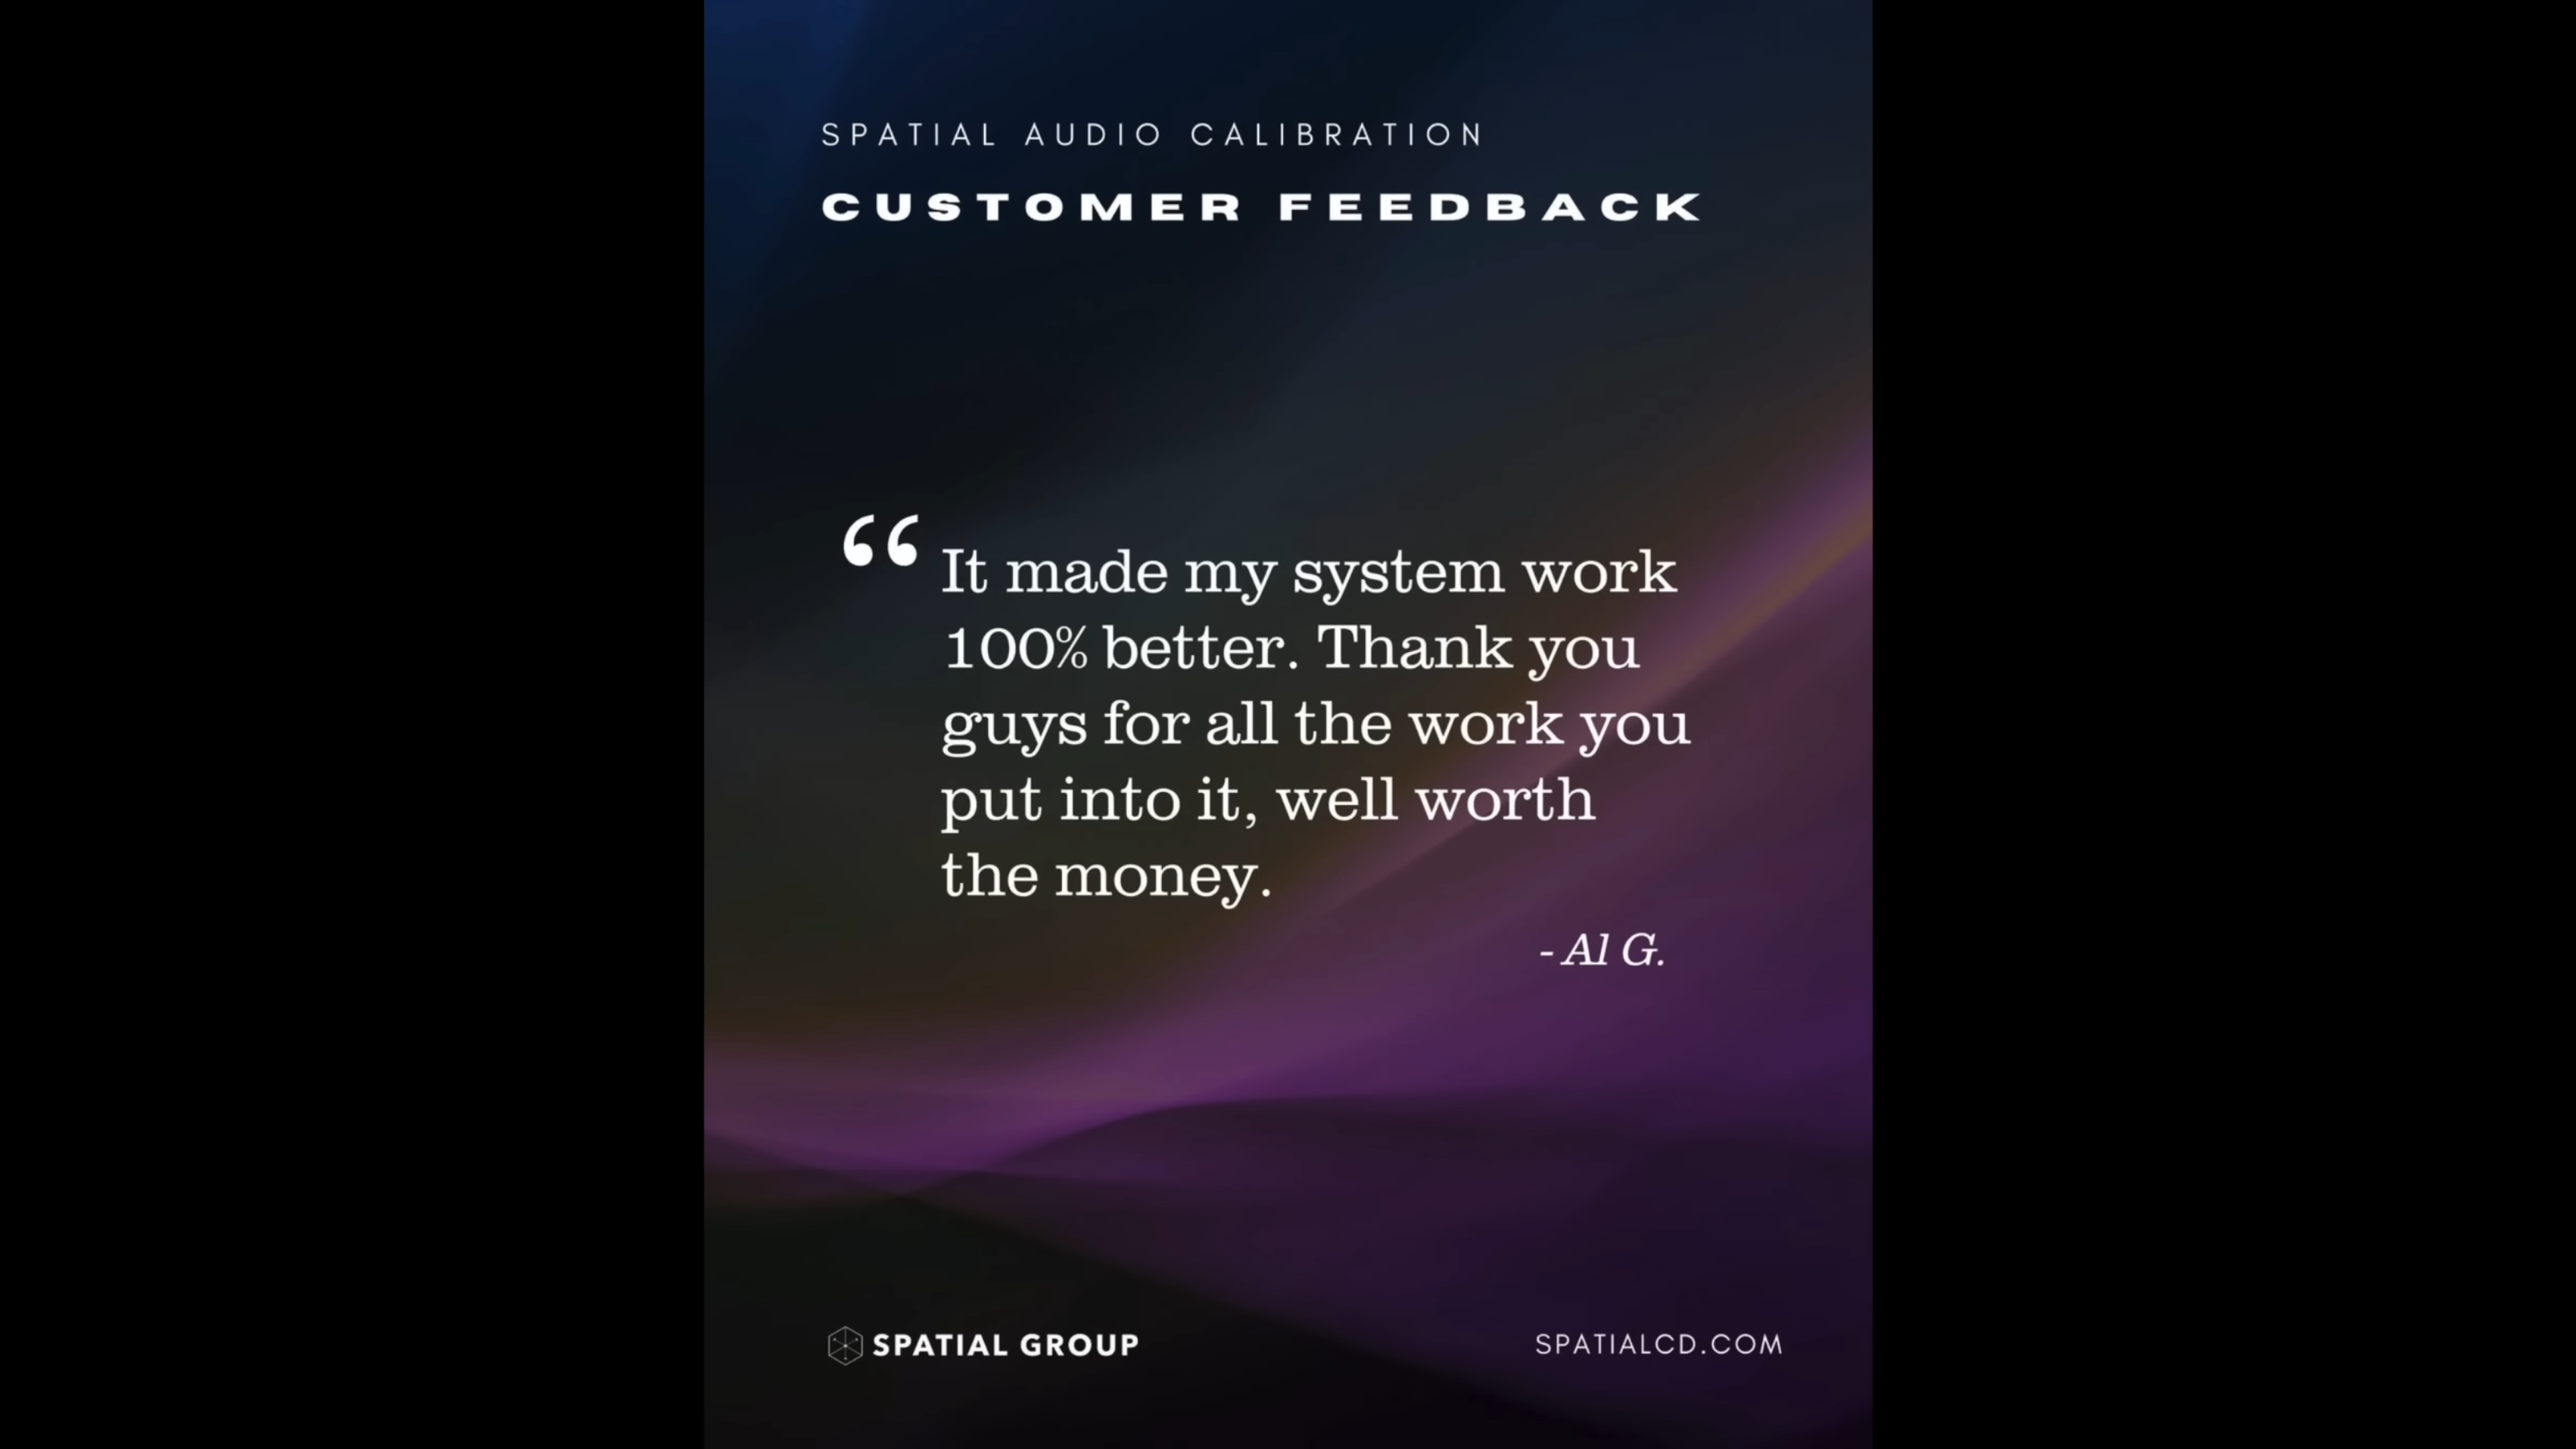 SPATIAL AUDIO CALIBRATION
CUSTOMER FEEDBACK
“ It made my system work
100% better. Thank you
guys for all the work you
put into it, well worth
the money.
- Al G.
SPATIAL GROUP
SPATIALCD.COM